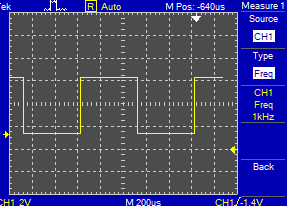 Tek
R Auto
M Pos: -640us
Measure 1
Source
CH1
Type
Freq
CH1
Freq
1kHz
Back
CH1 2V
M 200us
CH1/-1.4V